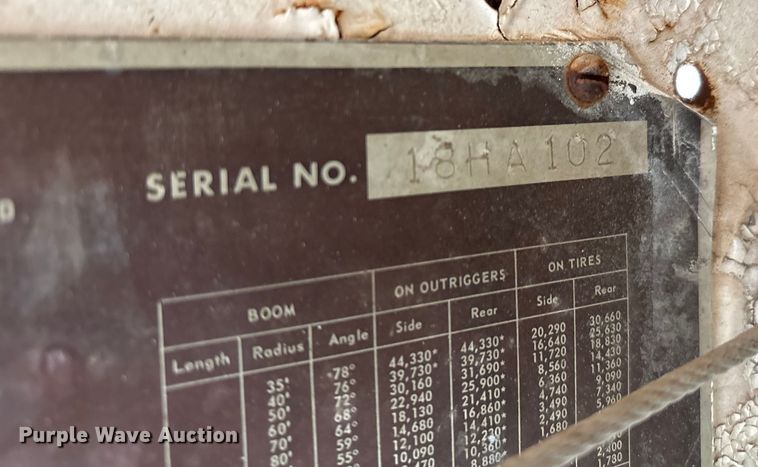 SERIAL NO. 18HA102
D
BOOM ON OUTRIGGERS ON TIRES
Length Radius Angle Side Rear Side Rear
35' 78° 44,330* 44,330* 20,290 30,660
40' 76° 39,730* 39,730* 16,640 25,630
50' 72° 30,160 31,690* 11,720 18,830
60' 68° 22,940 25,900* 8,560 14,430
70' 64° 18,130 21,410* 6,360 11,360
80' 59° 14,680 16,860* 4,740 9,090
55° 12,100 14,410* 3,490 7,340
10,090 12,230* 2,490 5,960
10,360* 1,680
8,880* 2,400
Purple Wave Auction